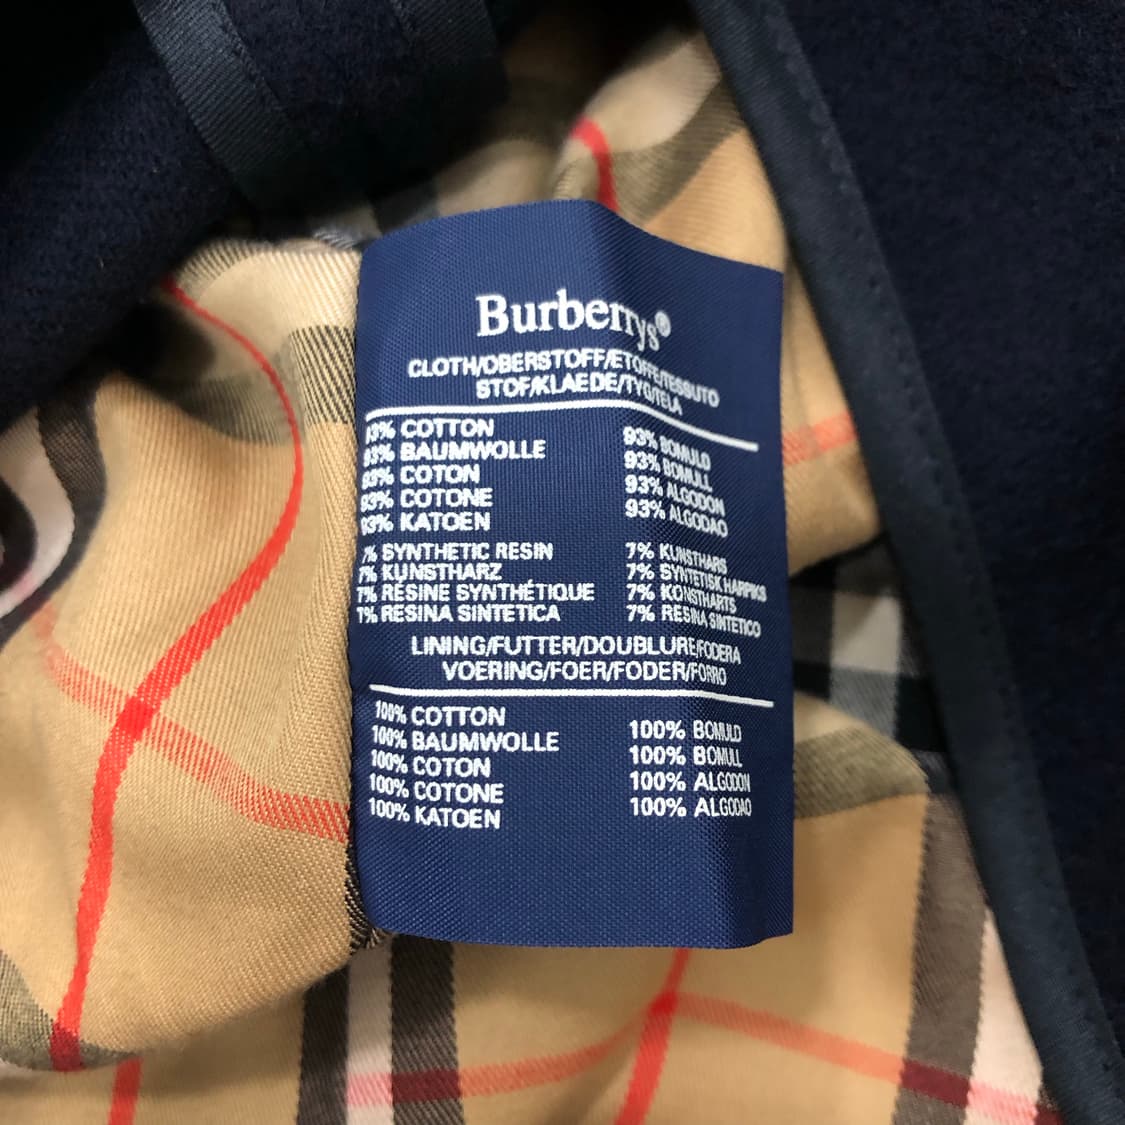 Burberrys®
CLOTH/OBERSTOFF/ETOFFE/TESSUTO
STOF/KLAEDE/TYG/TELA
93% COTTON
93% BAUMWOLLE
93% COTON
93% COTONE
93% KATOEN
93% BOMULD
93% BOMULL
93% ALGODON
93% ALGODAO
% SYNTHETIC RESIN
7% KUNSTHARZ
7% RÉSINE SYNTHÉTIQUE
7% RESINA SINTETICA
7% KUNSTHARS
7% SYNTETISK HARPIKS
7% KONSTHARTS
7% RESINA SINTETICO
LINING/FUTTER/DOUBLURE/FODERA
VOERING/FOER/FODER/FORRO
100% COTTON
100% BAUMWOLLE
100% COTON
100% COTONE
100% KATOEN
100% BOMULD
100% BOMULL
100% ALGODON
100% ALGODAO